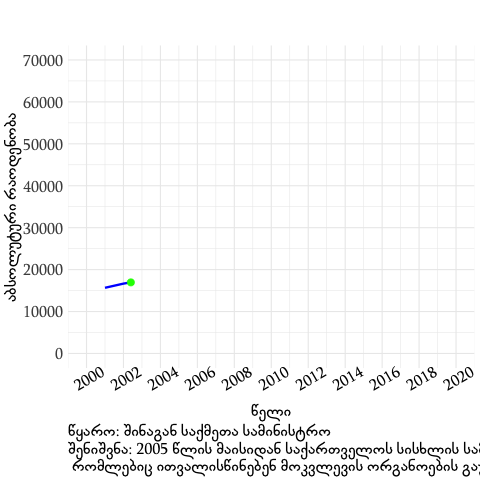 70000
60000
50000
40000
30000
20000
10000
0
აბსოლუტური რაოდენობა
2000 2002 2004 2006 2008 2010 2012 2014 2016 2018 2020
წელი
წყარო: შინაგან საქმეთა სამინისტრო
შენიშვნა: 2005 წლის მაისიდან საქართველოს სისხლის
რომლებიც ითვალისწინებენ მოკვლევის ორგანოების